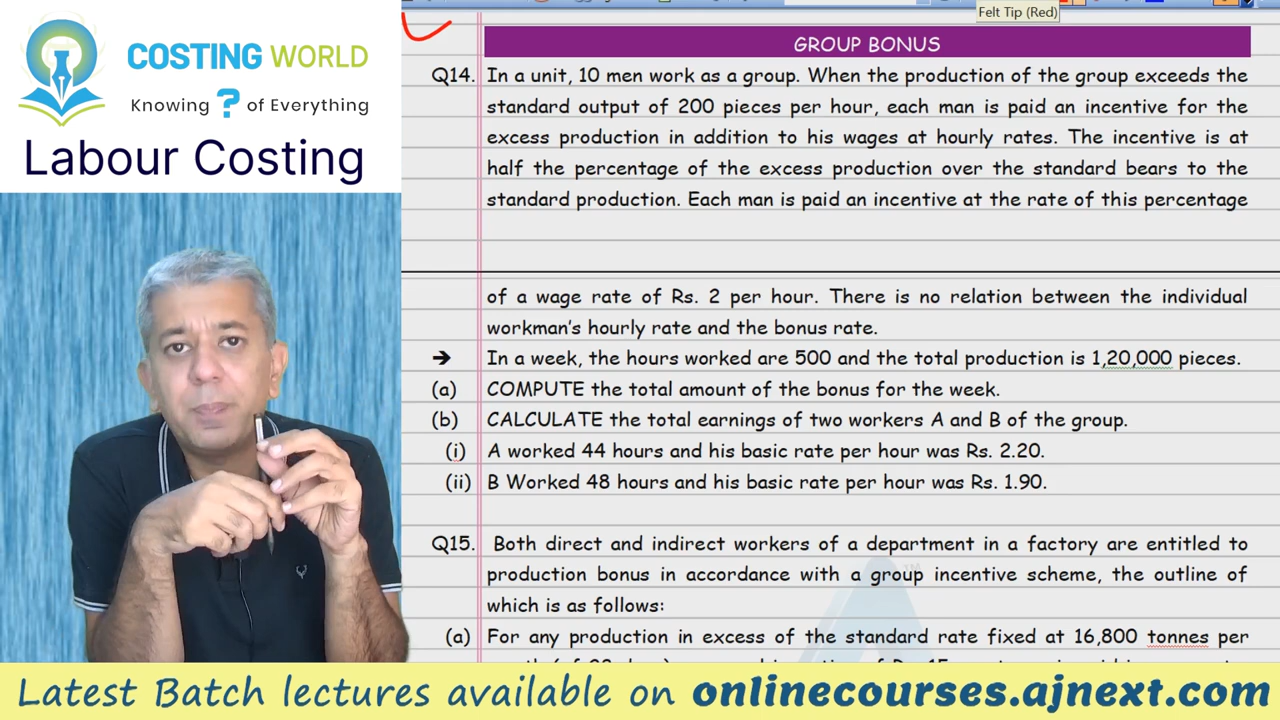 Felt Tip (Red)
COSTING WORLD
Knowing ? of Everything
Labour Costing
GROUP BONUS
Q14. In a unit, 10 men work as a group. When the production of the group exceeds the
standard output of 200 pieces per hour, each man is paid an incentive for the
excess production in addition to his wages at hourly rates. The incentive is at
half the percentage of the excess production over the standard bears to the
standard production. Each man is paid an incentive at the rate of this percentage
of a wage rate of Rs. 2 per hour. There is no relation between the individual
workman's hourly rate and the bonus rate.
➔ In a week, the hours worked are 500 and the total production is 1,20,000 pieces.
(a) COMPUTE the total amount of the bonus for the week.
(b) CALCULATE the total earnings of two workers A and B of the group.
(i) A worked 44 hours and his basic rate per hour was Rs. 2.20.
(ii) B Worked 48 hours and his basic rate per hour was Rs. 1.90.
Q15. Both direct and indirect workers of a department in a factory are entitled to
production bonus in accordance with a group incentive scheme, the outline of
which is as follows:
(a) For any production in excess of the standard rate fixed at 16,800 tonnes per
Latest Batch lectures available on onlinecourses.ajnext.com